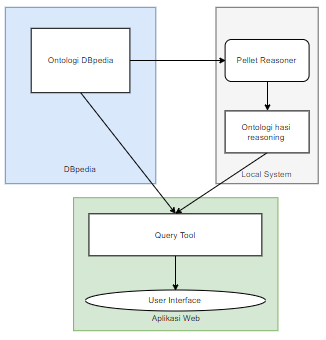 Ontologi DBpedia
Pellet Reasoner
Ontologi hasi
reasoning
DBpedia
Local System
Query Tool
User Interface
Aplikasi Web